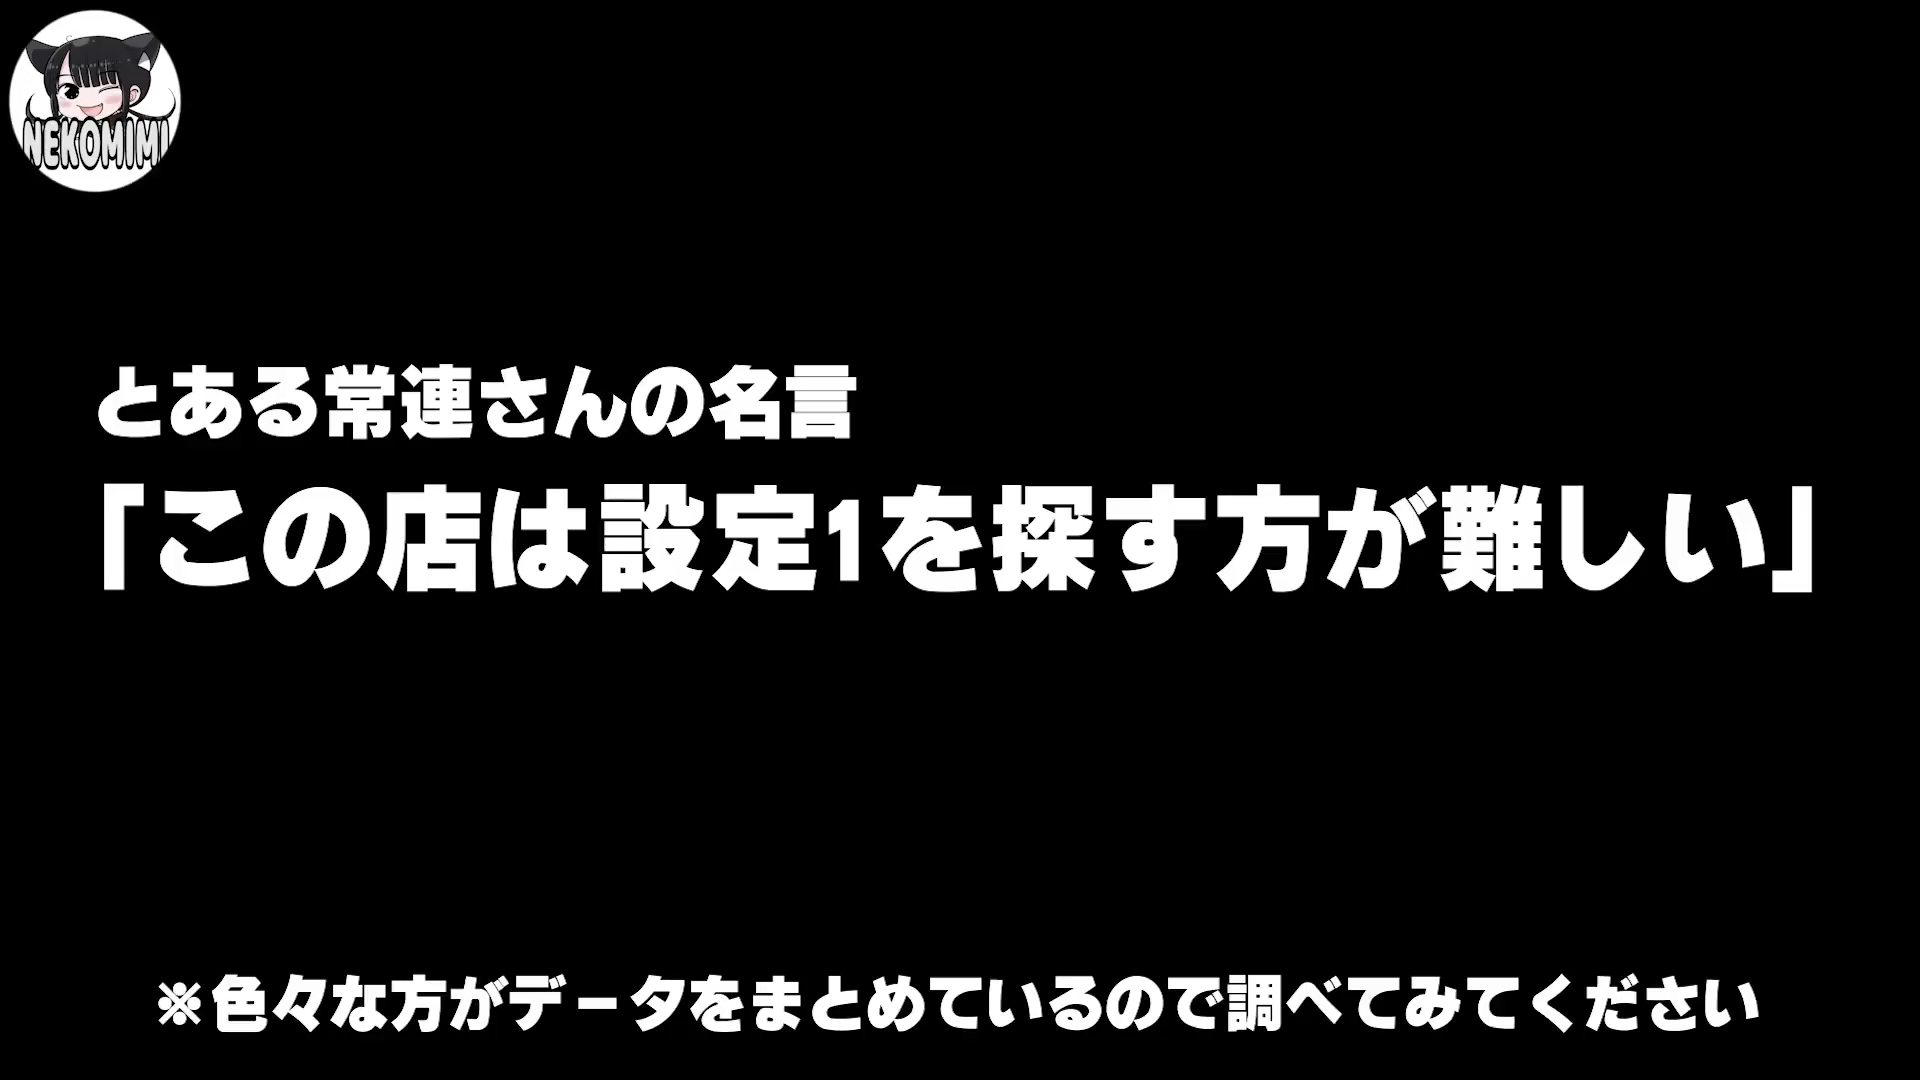 NEKOMIMI
とある常連さんの名言
「この店は設定1を探す方が難しい」
※色々な方がデータをまとめているので調べてみてください